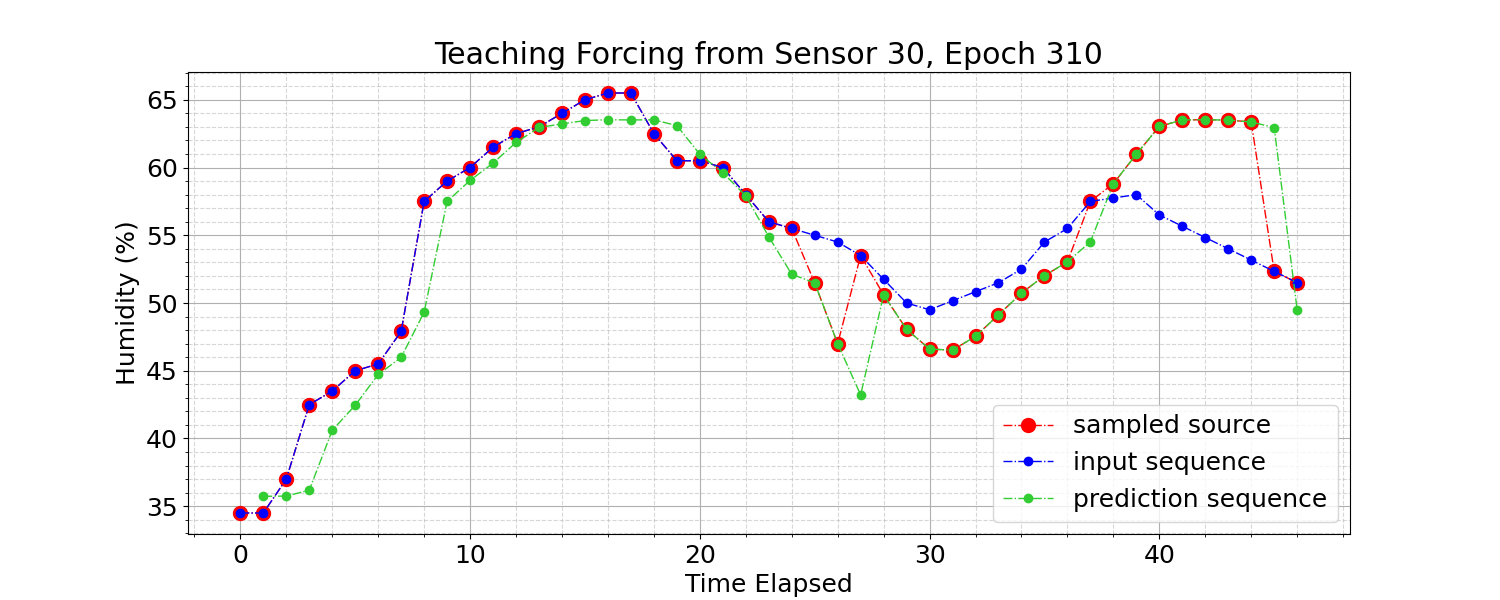 Teaching Forcing from Sensor 30, Epoch 310
Humidity (%)
65
60
55
50
45
40
35
sampled source
input sequence
prediction sequence
0 10 20 30 40
Time Elapsed